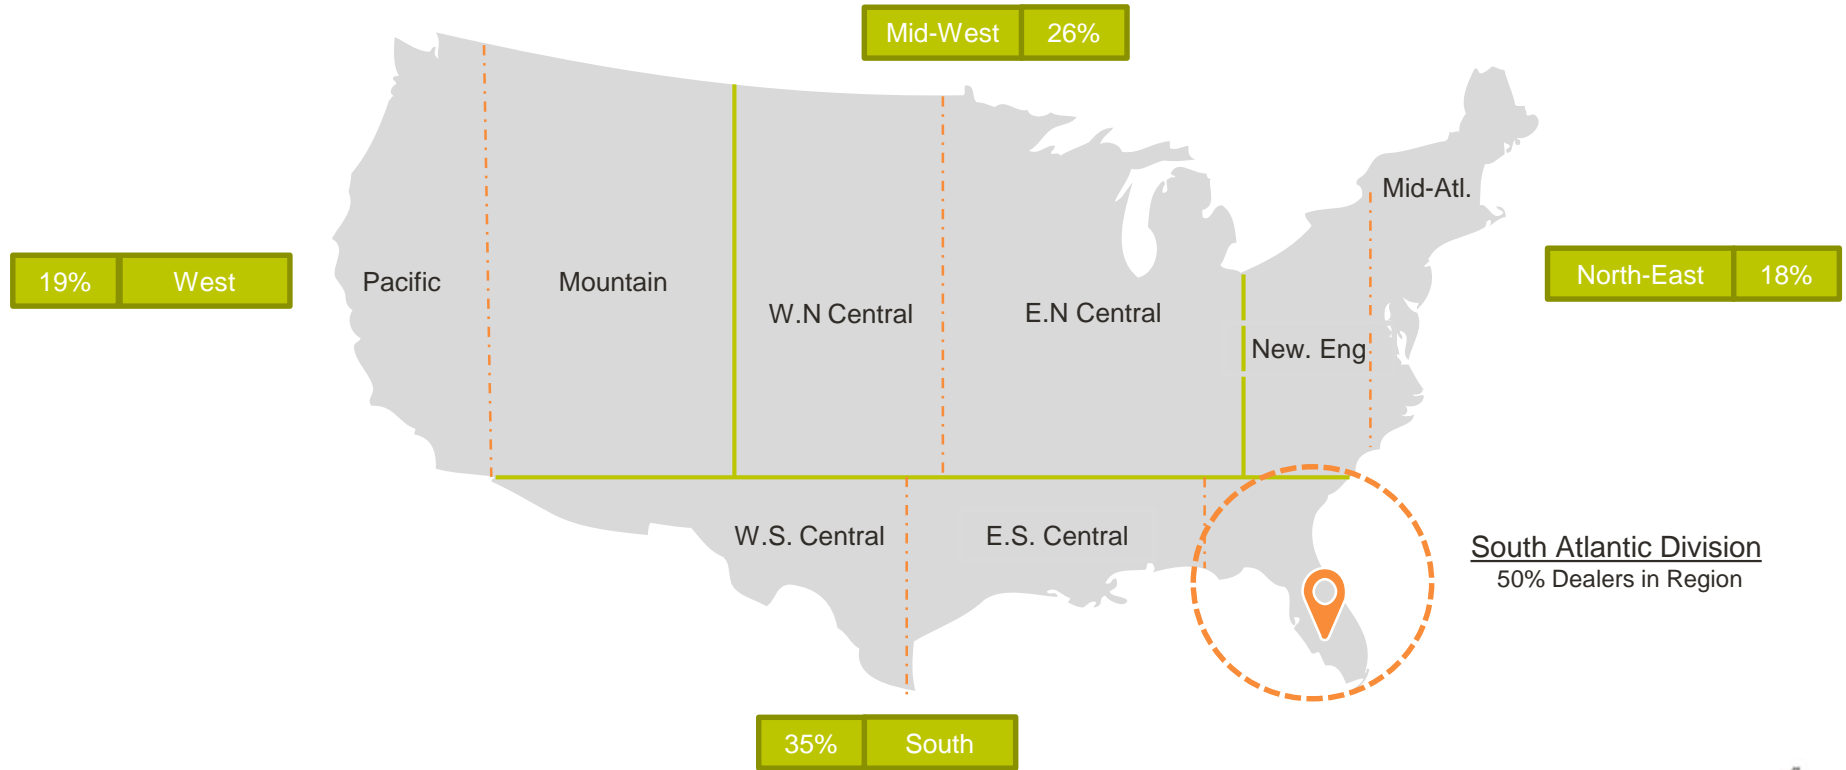 Mid-West 26%
Mid-Atl.
19% West
Pacific
Mountain
W.N Central
E.N Central
North-East 18%
New. Eng
W.S. Central
E.S. Central
South Atlantic Division
50% Dealers in Region
35% South